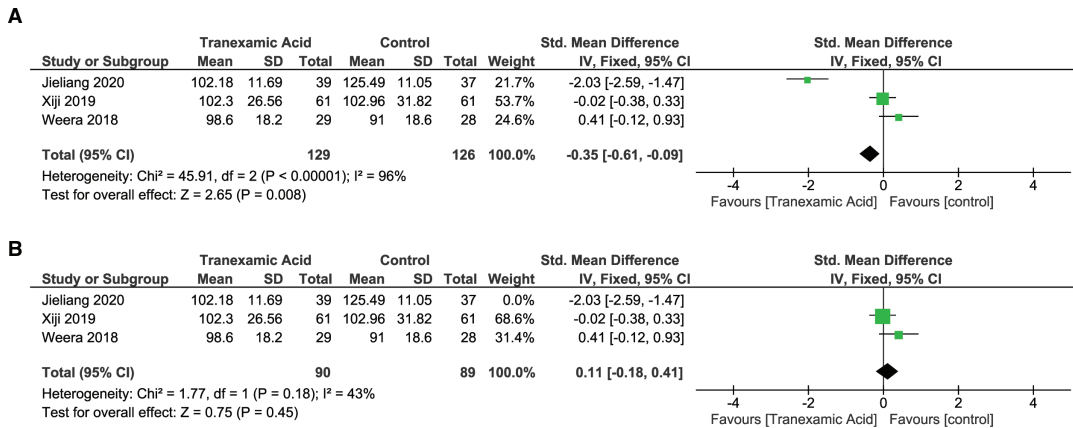 A
Tranexamic Acid Control Std. Mean Difference Std. Mean Difference
Study or Subgroup Mean SD Total Mean SD Total Weight IV, Fixed, 95% CI IV, Fixed, 95% CI
Jieliang 2020 102.18 11.69 39 125.49 11.05 37 21.7% -2.03 [-2.59, -1.47]
Xiji 2019 102.3 26.56 61 102.96 31.82 61 53.7% -0.02 [-0.38, 0.33]
Weera 2018 98.6 18.2 29 91 18.6 28 24.6% 0.41 [-0.12, 0.93]
Total (95% CI) 129 126 100.0% -0.35 [-0.61, -0.09]
Heterogeneity: Chi² = 45.91, df = 2 (P < 0.00001); I² = 96%
Test for overall effect: Z = 2.65 (P = 0.008)
-4 -2 0 2 4
Favours [Tranexamic Acid] Favours [control]
B
Tranexamic Acid Control Std. Mean Difference Std. Mean Difference
Study or Subgroup Mean SD Total Mean SD Total Weight IV, Fixed, 95% CI IV, Fixed, 95% CI
Jieliang 2020 102.18 11.69 39 125.49 11.05 37 0.0% -2.03 [-2.59, -1.47]
Xiji 2019 102.3 26.56 61 102.96 31.82 61 68.6% -0.02 [-0.38, 0.33]
Weera 2018 98.6 18.2 29 91 18.6 28 31.4% 0.41 [-0.12, 0.93]
Total (95% CI) 90 89 100.0% 0.11 [-0.18, 0.41]
Heterogeneity: Chi² = 1.77, df = 1 (P = 0.18); I² = 43%
Test for overall effect: Z = 0.75 (P = 0.45)
-4 -2 0 2 4
Favours [Tranexamic Acid] Favours [control]